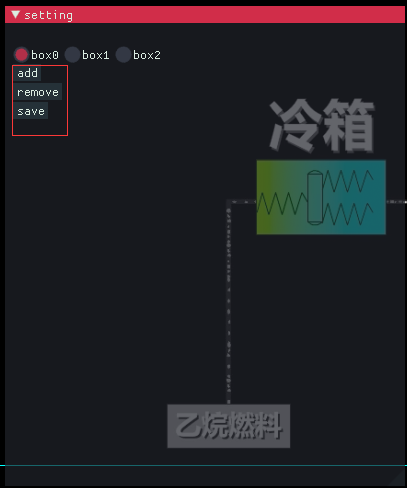 setting
box0 box1 box2
add
remove
save
冷箱
乙烷燃料